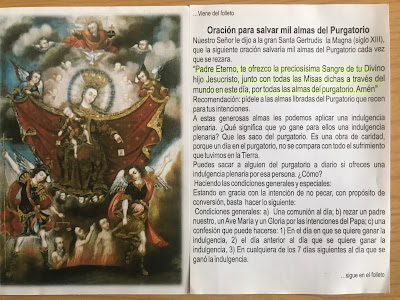 ...Viene del folleto
Oración para salvar mil almas del Purgatorio
Nuestro Señor le dijo a la gran Santa Gertrudis la Magna (siglo XIII),
que la siguiente oración salvaría mil almas del Purgatorio cada vez
que se rezara.
"Padre Eterno, te ofrezco la preciosísima Sangre de tu Divino
hijo Jesucristo, junto con todas las Misas dichas a través del
mundo en este día, por todas las almas del purgatorio. Amén"
Recomendación: pídele a las almas libradas del Purgatorio que recen
para tus intenciones.
A estas generosas almas les podemos aplicar una indulgencia
plenaria. ¿Qué significa que yo gane para ellos una indulgencia
plenaria? Que les saco del purgatorio. Es una obra de caridad,
porque un día en el purgatorio, no se compara con todo el sufrimiento
que tuvimos en la Tierra.
Puedes sacar a alguien del purgatorio a diario si ofreces una
indulgencia plenaria por esa persona. ¿Cómo?
Haciendo las condiciones generales y especiales:
Estando en gracia con la intención de no pecar, con propósito de
conversión, basta hacer lo siguiente:
Condiciones generales: a) Una comunión al día; b) rezar un padre
nuestro, un Ave María y un Gloria por las intenciones del Papa; c) una
confesión que puede hacerse: 1) En el día en que se quiere ganar la
indulgencia, 2) el día anterior al día que se quiere ganar la
indulgencia, 3) En cualquiera de los 7 días siguientes al día que se
ganó la indulgencia.
...sigue en el folleto